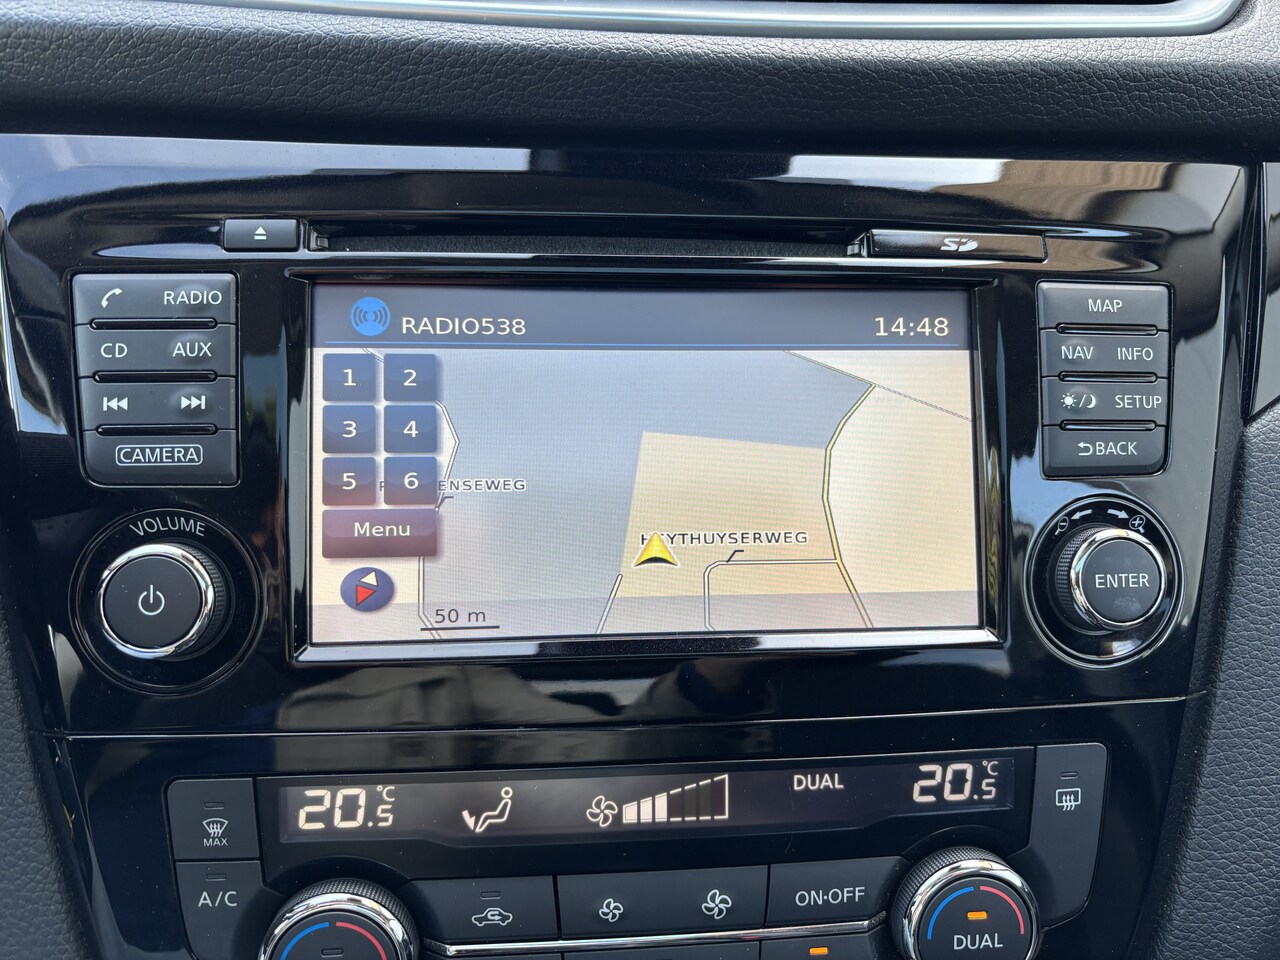 SD
RADIO
CD AUX
CAMERA
VOLUME
RADIO538 14:48
1 2
3 4
5 6
ENSEWEG
Menu
HEYTHUYSERWEG
50 m
MAP
NAV INFO
SETUP
BACK
ENTER
20.5°C DUAL 20.5°C
MAX
A/C
ON·OFF
DUAL